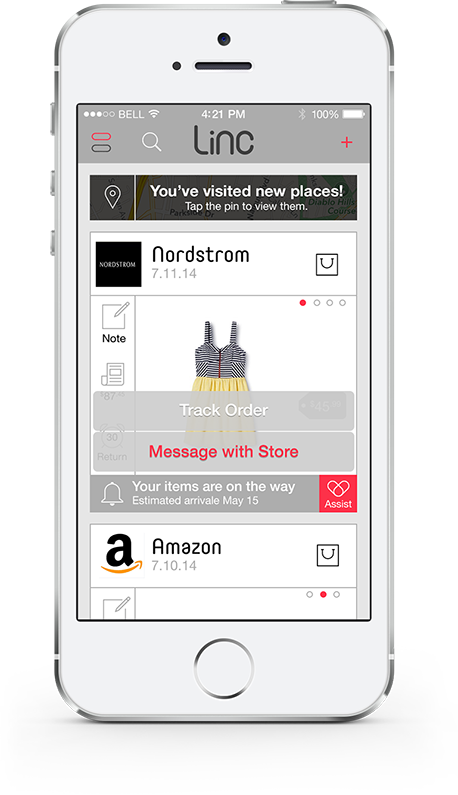 BELL 4:21 PM 100%
Linc +
You've visited new places!
Tap the pin to view them.
Parkside Dr
Diablo Hills
Course
NORDSTROM
Nordstrom
7.11.14
Note
Track Order
Message with Store
30
Return
Your items are on the way
Estimated arrivale May 15
Assist
a
Amazon
7.10.14